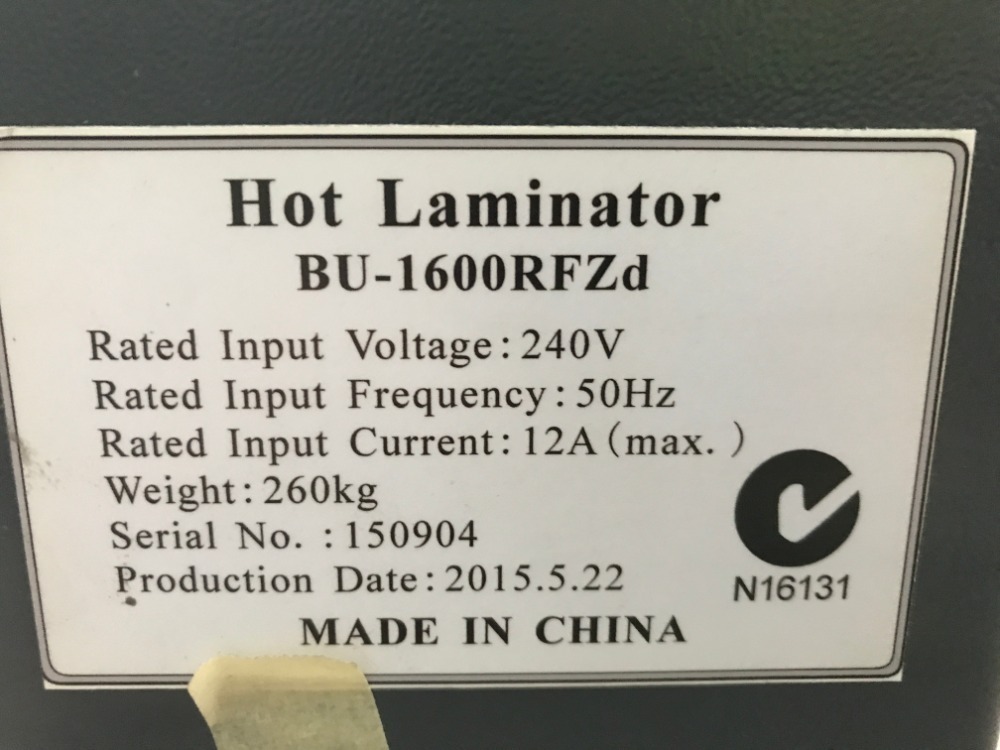 Hot Laminator
BU-1600RFZd
Rated Input Voltage:240V
Rated Input Frequency:50Hz
Rated Input Current:12A(max. )
Weight:260kg
Serial No. :150904
Production Date:2015.5.22
N16131
MADE IN CHINA